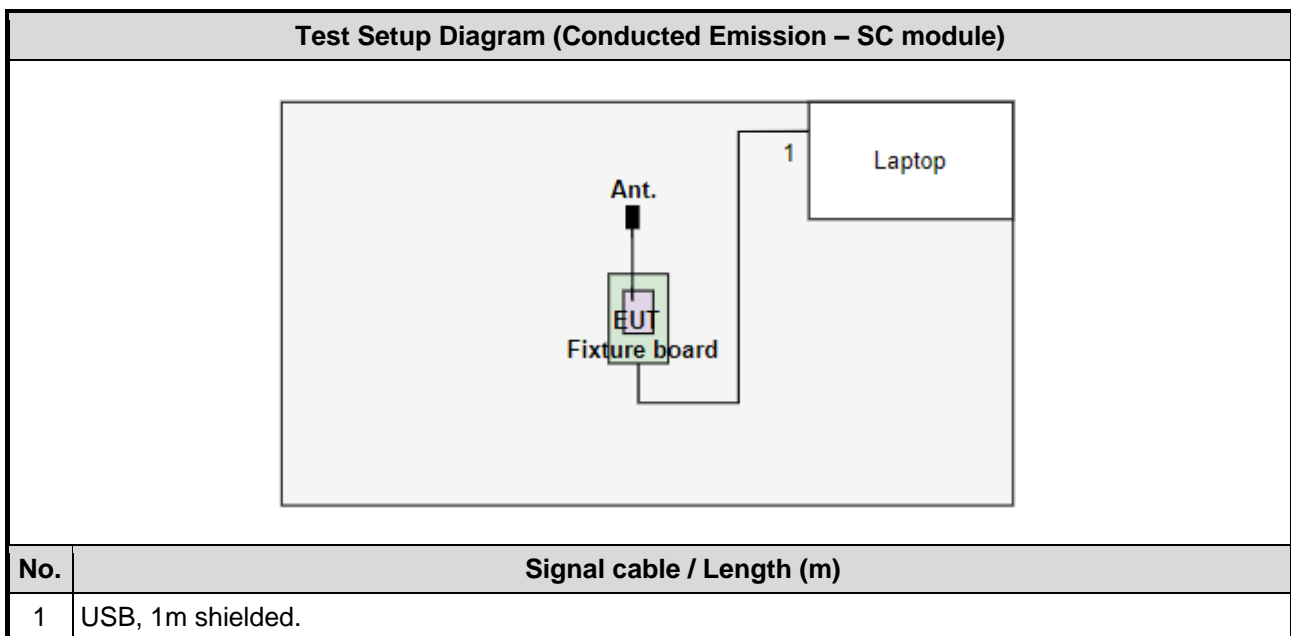 Test Setup Diagram (Conducted Emission – SC module)
1
Laptop
Ant.
EUT
Fixture board
No. Signal cable / Length (m)
1 USB, 1m shielded.